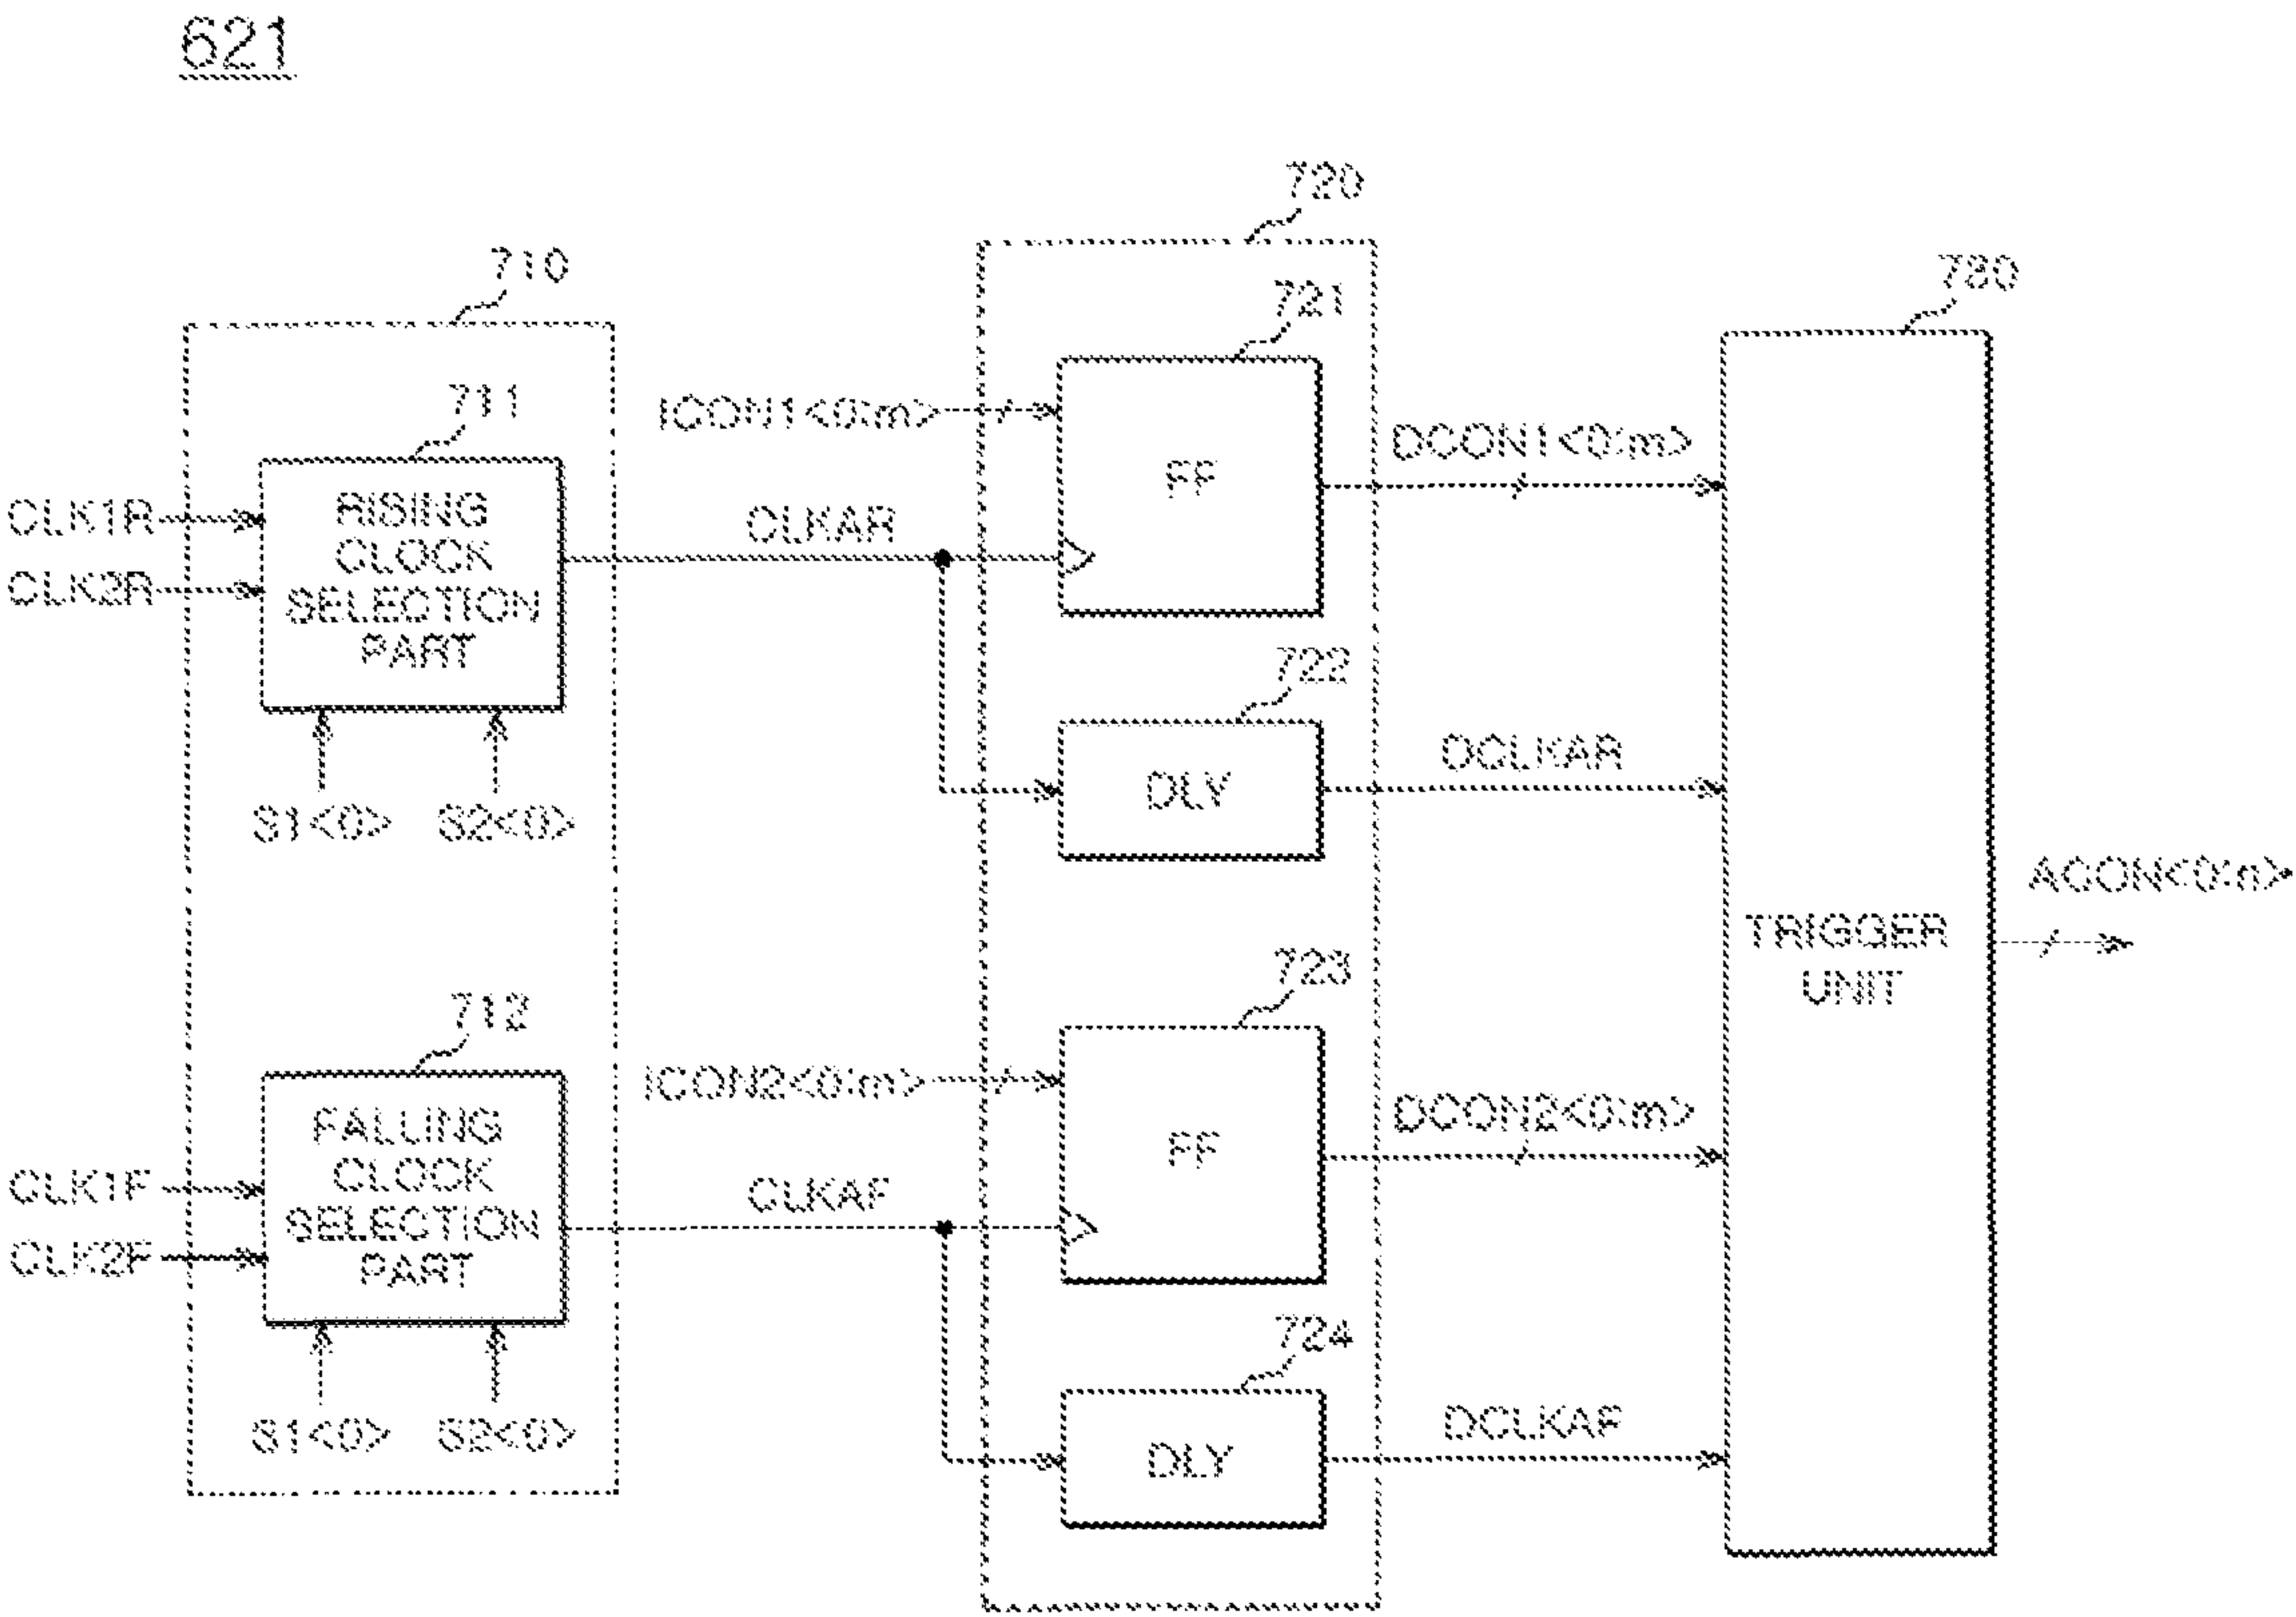 621
720
710
780
721
711
ICON1<0:m>
DCON1<0:m>
FF
CLK1R
RISING
CLOCK
SELECTION
PART
CLKAR
CLK2R
722
DCLKAR
DLY
S1<0>
S2<0>
ACON<0:n>
TRIGGER
UNIT
723
712
ICON2<0:m>
DCON2<0:m>
FALLING
CLOCK
SELECTION
PART
FF
CLK1F
CLKAF
CLK2F
724
S1<0>
S2<0>
DCLKAF
DLY